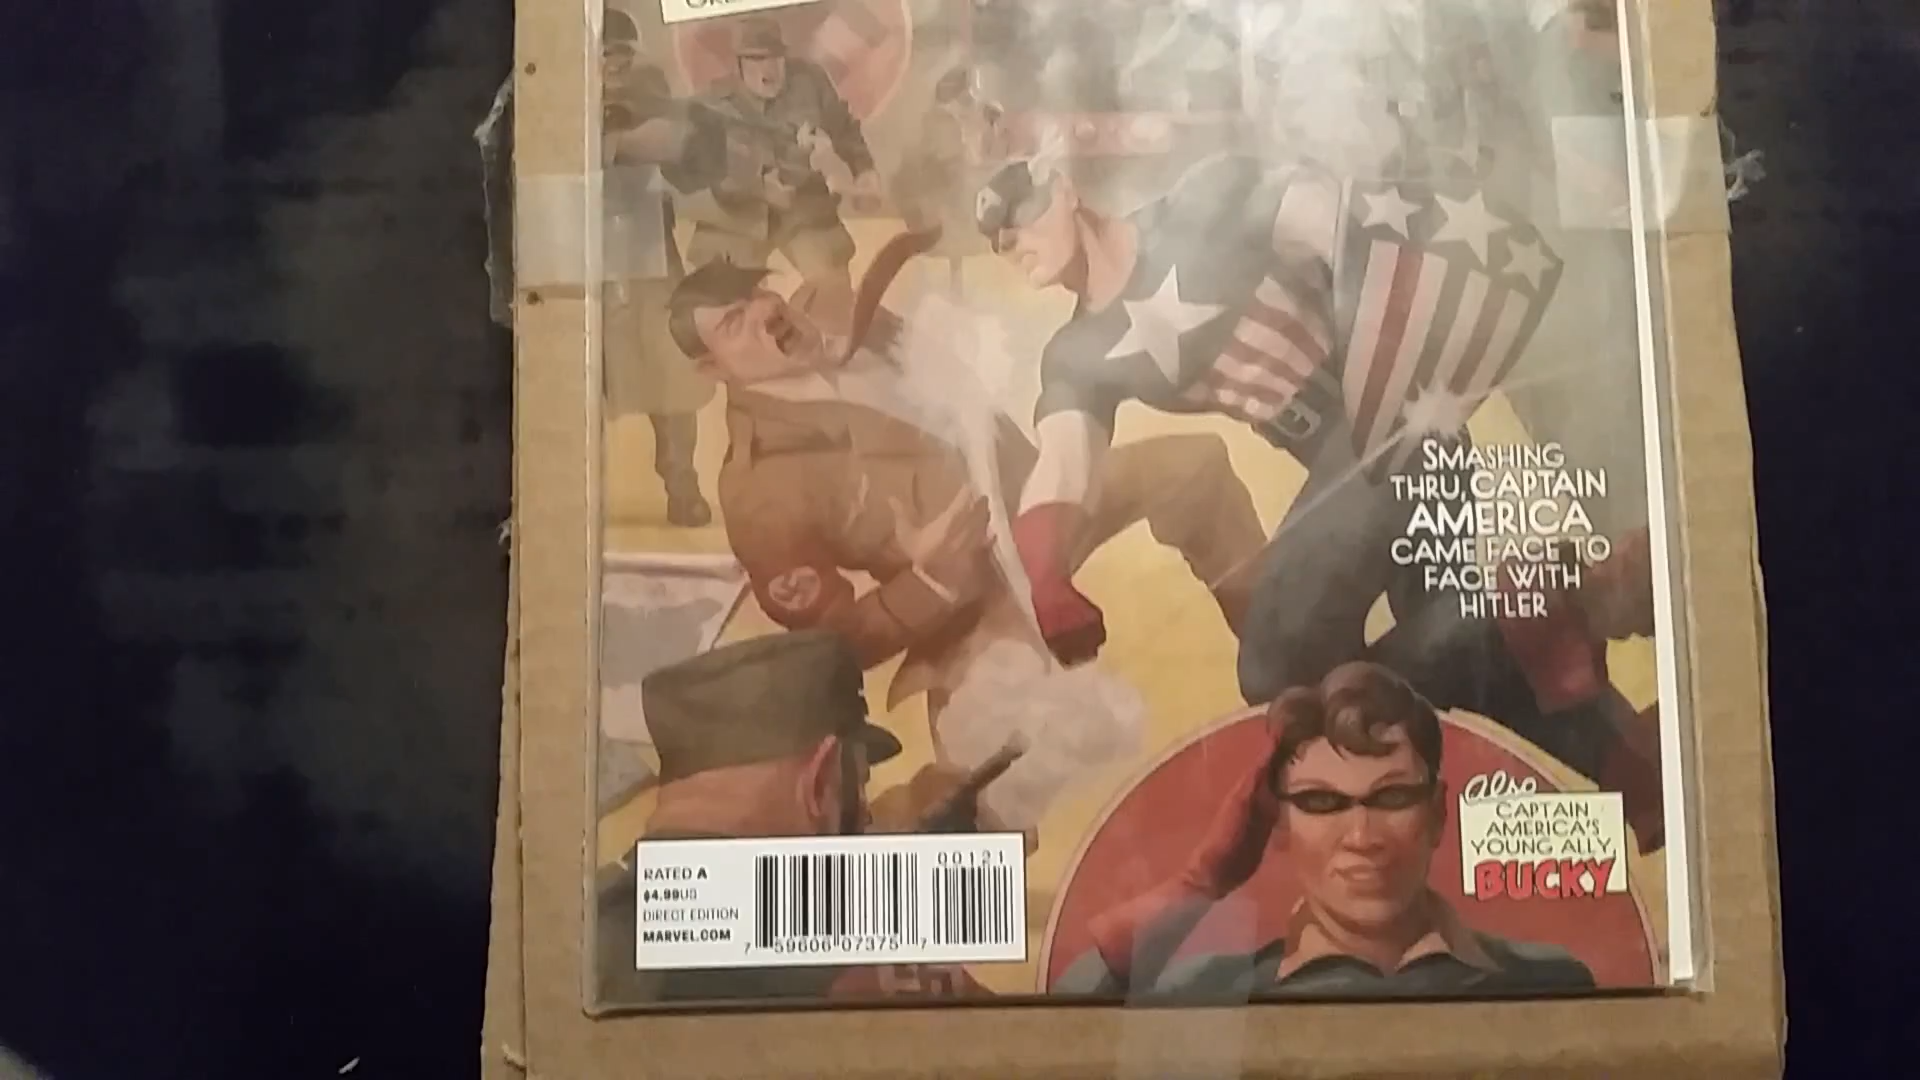 SMASHING
THRU, CAPTAIN
AMERICA
CAME FACE TO
FACE WITH
HITLER
Also
CAPTAIN
AMERICA'S
YOUNG ALLY,
BUCKY
RATED A
$4.99US
DIRECT EDITION
MARVEL.COM
00121
7 59606 07375 7
A